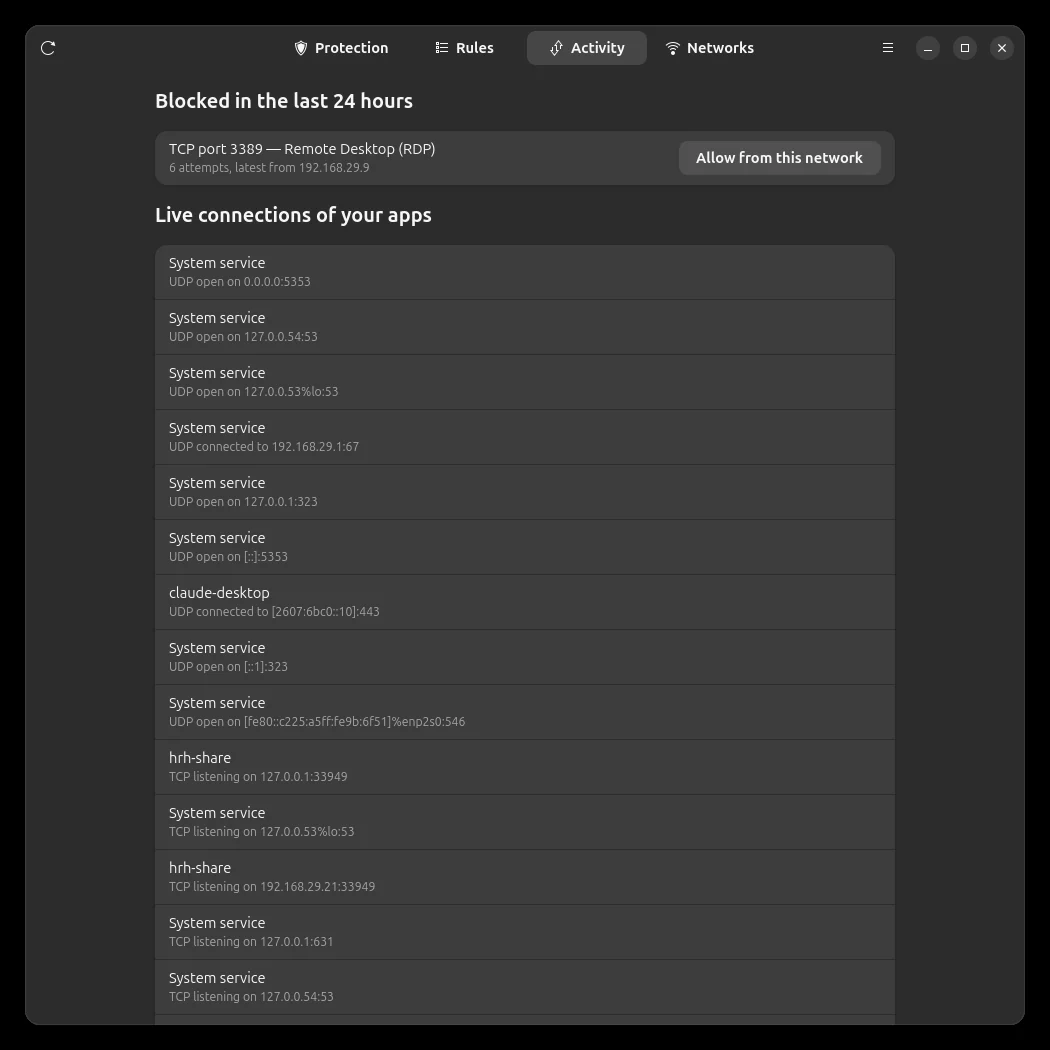 Protection
Rules
Activity
Networks
Blocked in the last 24 hours
TCP port 3389 — Remote Desktop (RDP)
6 attempts, latest from 192.168.29.9
Allow from this network
Live connections of your apps
System service
UDP open on 0.0.0.0:5353
System service
UDP open on 127.0.0.54:53
System service
UDP open on 127.0.0.53%lo:53
System service
UDP connected to 192.168.29.1:67
System service
UDP open on 127.0.0.1:323
System service
UDP open on [::]:5353
claude-desktop
UDP connected to [2607:6bc0::10]:443
System service
UDP open on [::1]:323
System service
UDP open on [fe80::c225:a5ff:fe9b:6f51]%enp2s0:546
hrh-share
TCP listening on 127.0.0.1:33949
System service
TCP listening on 127.0.0.53%lo:53
hrh-share
TCP listening on 192.168.29.21:33949
System service
TCP listening on 127.0.0.1:631
System service
TCP listening on 127.0.0.54:53